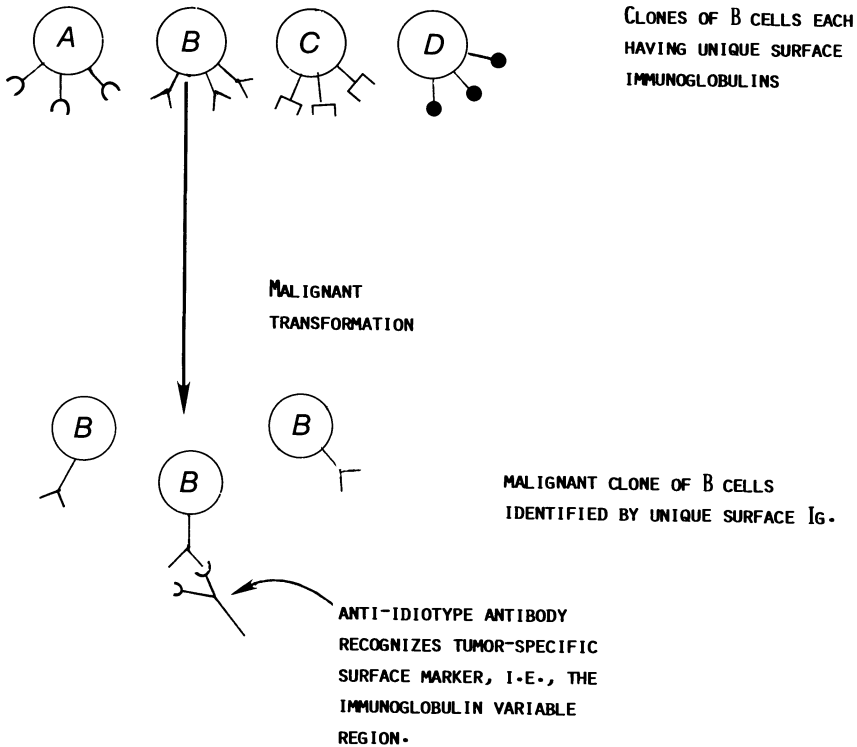 A B C D
CLONES OF B CELLS EACH
HAVING UNIQUE SURFACE
IMMUNOGLOBULINS
MALIGNANT
TRANSFORMATION
B B
B
MALIGNANT CLONE OF B CELLS
IDENTIFIED BY UNIQUE SURFACE IG.
ANTI-IDIOTYPE ANTIBODY
RECOGNIZES TUMOR-SPECIFIC
SURFACE MARKER, I.E., THE
IMMUNOGLOBULIN VARIABLE
REGION.